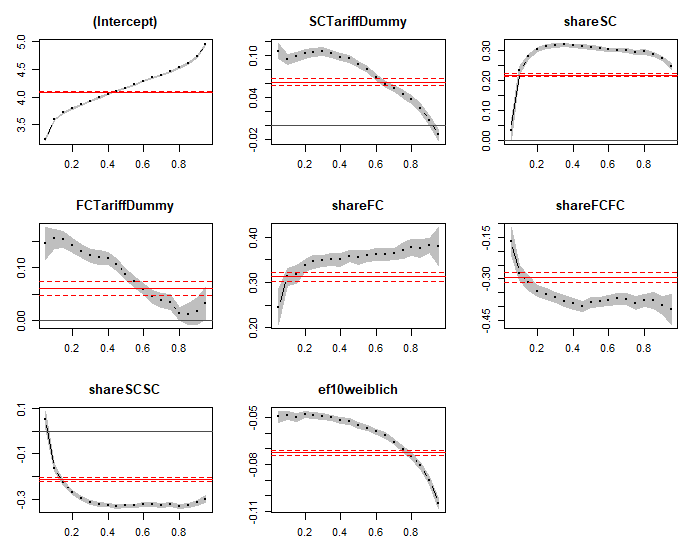 (Intercept)
3.5 4.0 4.5 5.0
0.2 0.4 0.6 0.8
SCTariffDummy
-0.02 0.04 0.10
0.2 0.4 0.6 0.8
shareSC
0.00 0.10 0.20 0.30
0.2 0.4 0.6 0.8
FCTariffDummy
0.00 0.10
0.2 0.4 0.6 0.8
shareFC
0.20 0.30 0.40
0.2 0.4 0.6 0.8
shareFCFC
-0.45 -0.30 -0.15
0.2 0.4 0.6 0.8
shareSCSC
-0.3 -0.1 0.1
0.2 0.4 0.6 0.8
ef10weiblich
-0.11 -0.08 -0.05
0.2 0.4 0.6 0.8